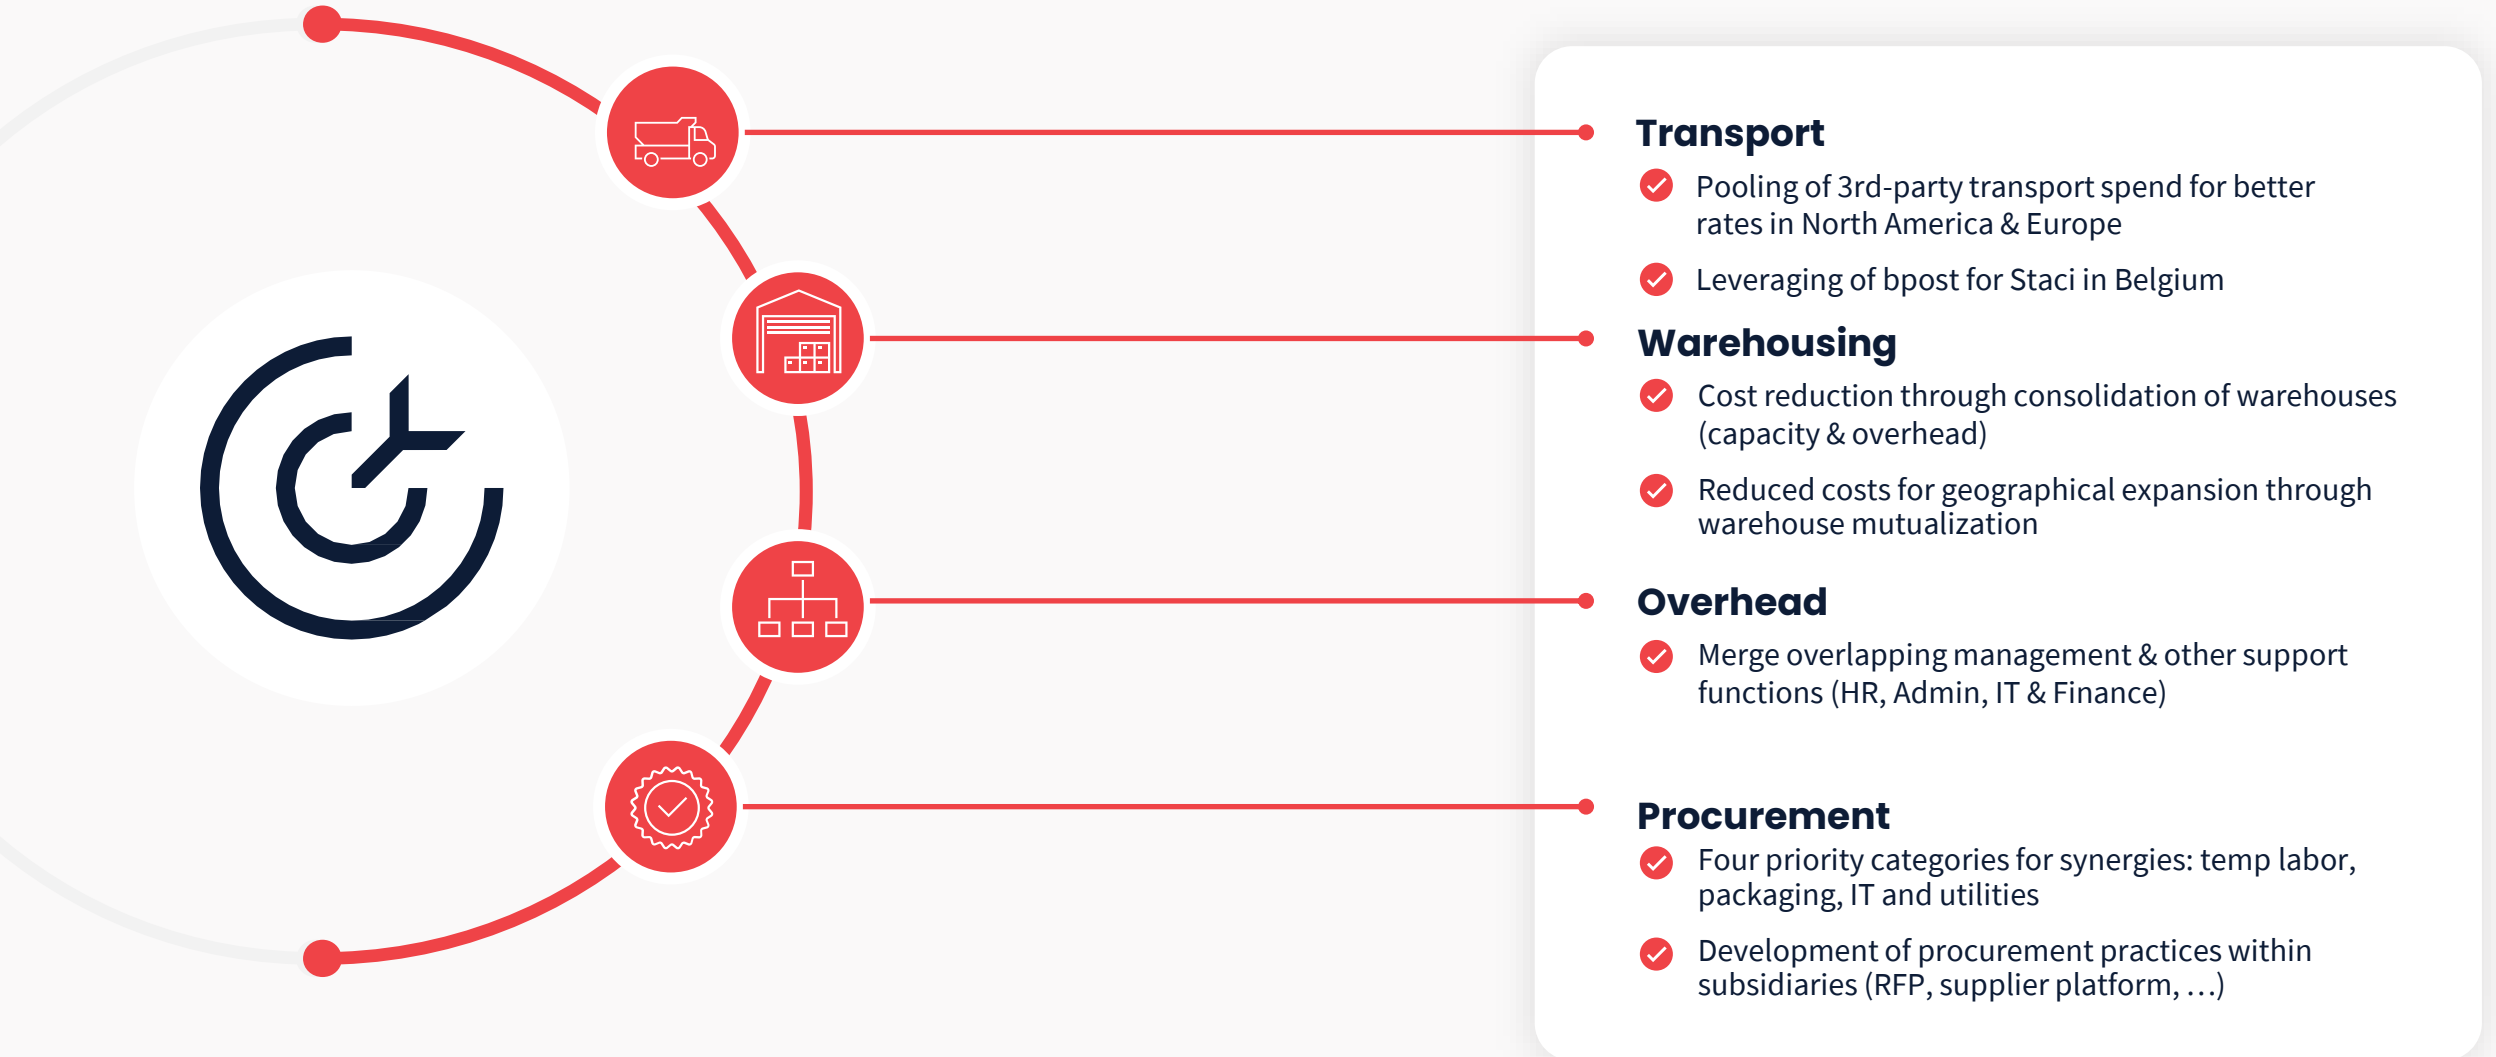 Transport
Pooling of 3rd-party transport spend for better
rates in North America & Europe
Leveraging of bpost for Staci in Belgium
Warehousing
Cost reduction through consolidation of warehouses
(capacity & overhead)
Reduced costs for geographical expansion through
warehouse mutualization
Overhead
Merge overlapping management & other support
functions (HR, Admin, IT & Finance)
Procurement
Four priority categories for synergies: temp labor,
packaging, IT and utilities
Development of procurement practices within
subsidiaries (RFP, supplier platform, …)